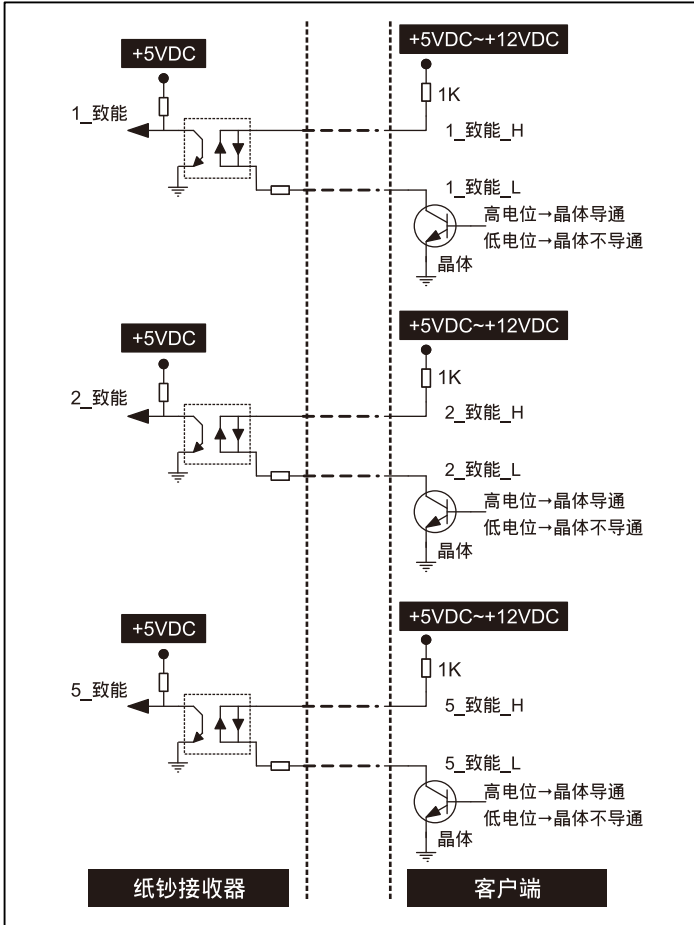 +5VDC~+12VDC
+5VDC
1K
1_致能
1_致能_H
1_致能_L
高电位→晶体导通
低电位→晶体不导通
晶体
+5VDC~+12VDC
+5VDC
1K
2_致能
2_致能_H
2_致能_L
高电位→晶体导通
低电位→晶体不导通
晶体
+5VDC~+12VDC
+5VDC
1K
5_致能
5_致能_H
5_致能_L
高电位→晶体导通
低电位→晶体不导通
晶体
纸钞接收器
客户端